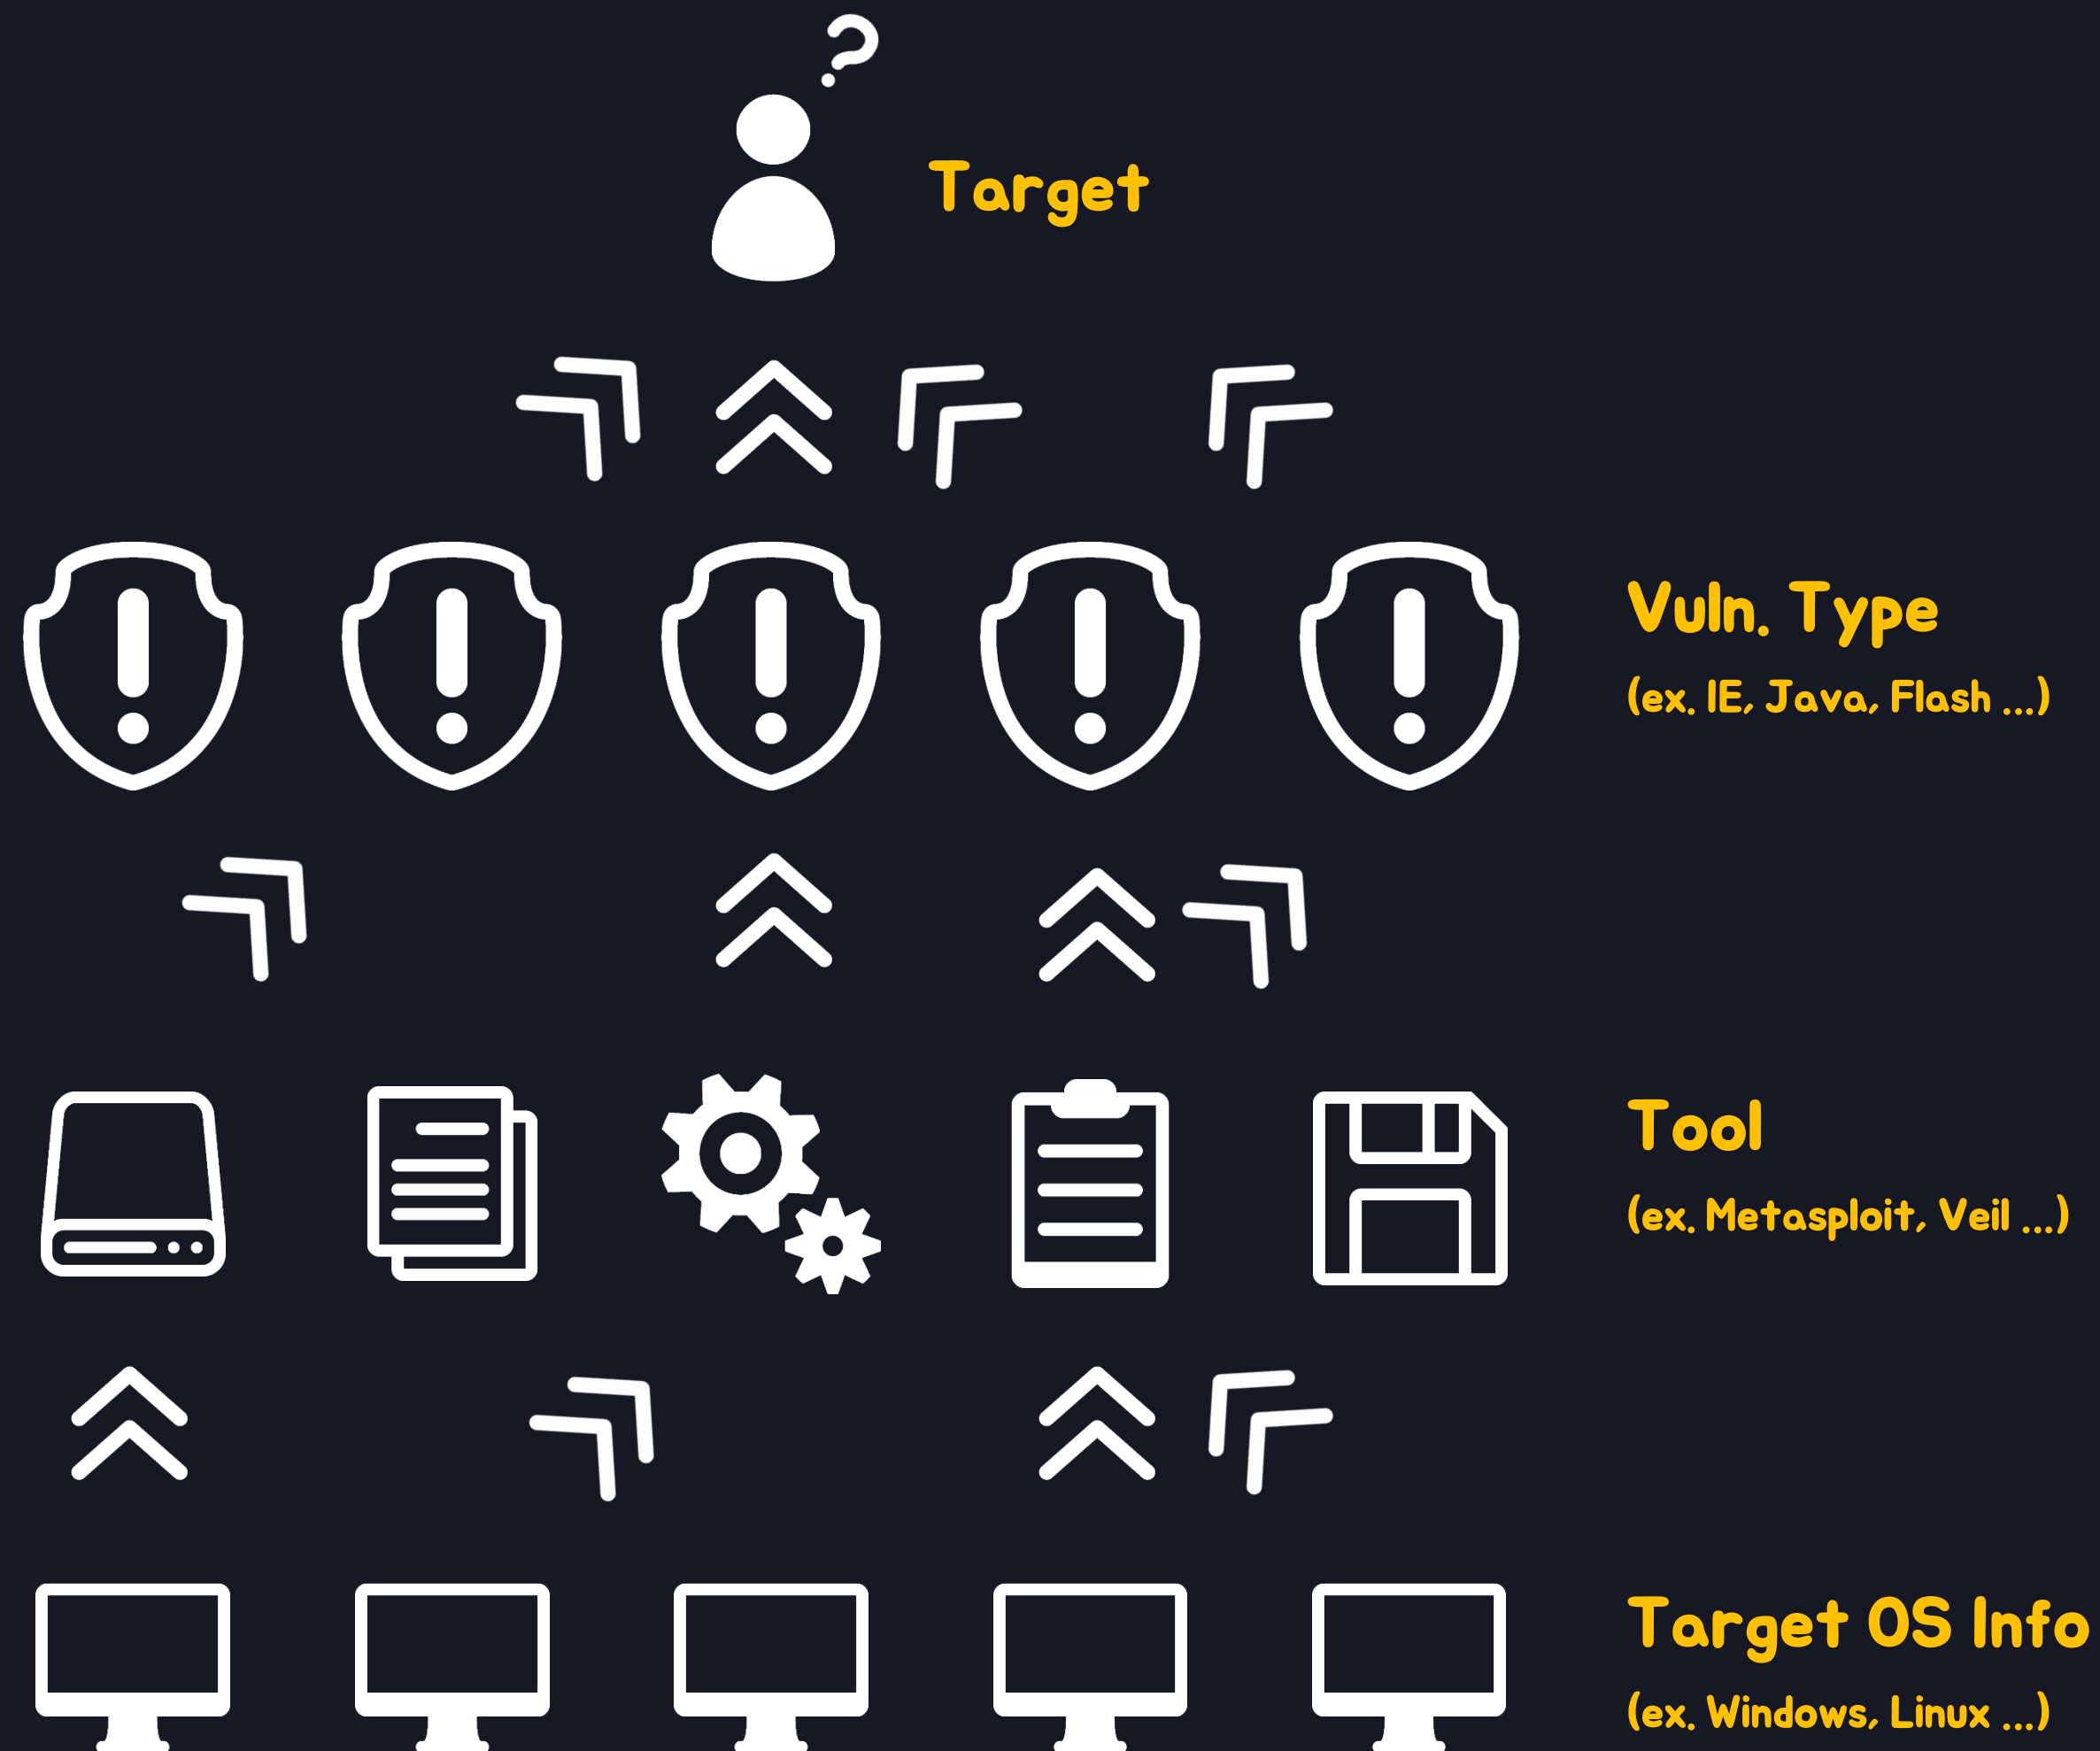 Target
Vuln. Type
(ex. IE, Java, Flash ...)
Tool
(ex. Metasploit, Veil ...)
Target OS Info
(ex. Windows, Linux ...)